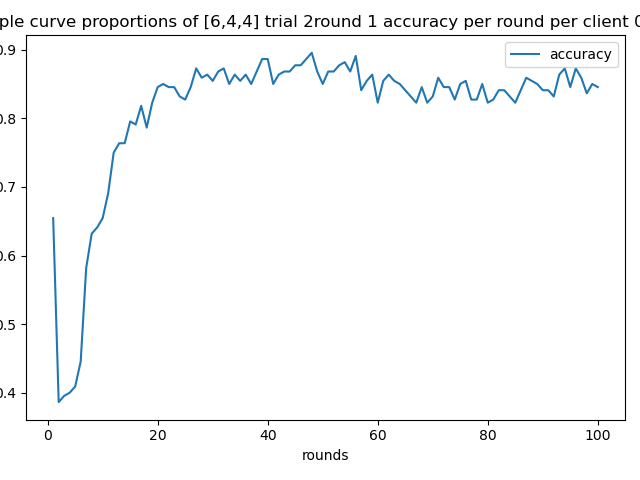 ple curve proportions of [6,4,4] trial 2round 1 accuracy per round per client 0
accuracy
0.9
0.8
0.7
0.6
0.5
0.4
0 20 40 60 80 100
rounds